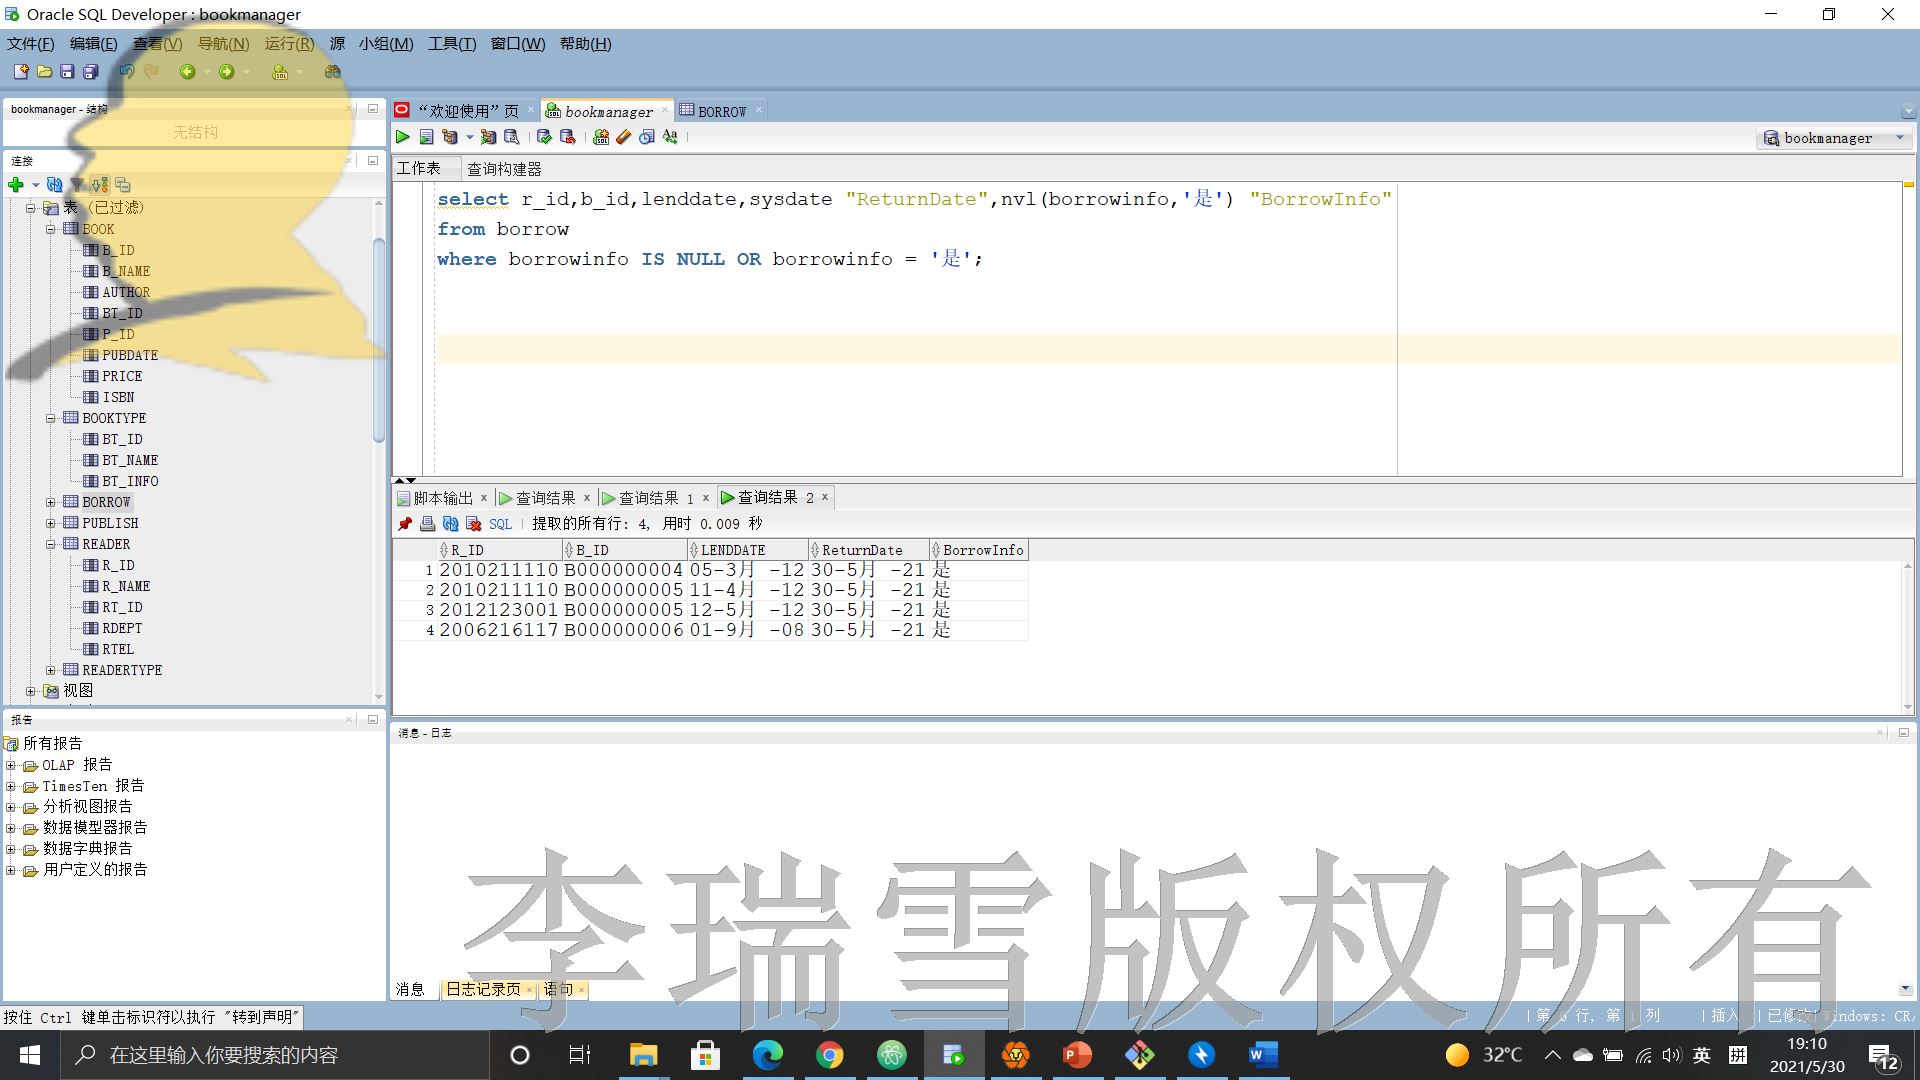 Oracle SQL Developer : bookmanager
文件(F) 编辑(E) 查看(V) 导航(N) 运行(R) 源 小组(M) 工具(T) 窗口(W) 帮助(H)
bookmanager - 结构
无结构
连接
表 (已过滤)
BOOK
B_ID
B_NAME
AUTHOR
BT_ID
P_ID
PUBDATE
PRICE
ISBN
BOOKTYPE
BT_ID
BT_NAME
BT_INFO
BORROW
PUBLISH
READER
R_ID
R_NAME
RT_ID
RDEPT
RTEL
READERTYPE
视图
报告
所有报告
OLAP 报告
TimesTen 报告
分析视图报告
数据模型器报告
数据字典报告
用户定义的报告
“欢迎使用”页 bookmanager BORROW
bookmanager
工作表 查询构建器
select r_id,b_id,lenddate,sysdate "ReturnDate",nvl(borrowinfo,'是') "BorrowInfo"
from borrow
where borrowinfo IS NULL OR borrowinfo = '是';
脚本输出 查询结果 查询结果 1 查询结果 2
SQL 提取的所有行: 4, 用时 0.009 秒
R_ID B_ID LENDDATE ReturnDate BorrowInfo
1 2010211110 B000000004 05-3月 -12 30-5月 -21 是
2 2010211110 B000000005 11-4月 -12 30-5月 -21 是
3 2012123001 B000000005 12-5月 -12 30-5月 -21 是
4 2006216117 B000000006 01-9月 -08 30-5月 -21 是
消息 - 日志
李瑞雪版权所有
消息 日志记录页 语句
按住 Ctrl 键单击标识符以执行 "转到声明"
第 行, 第 1 列 插入 已修改 Windows: CR/
在这里输入你要搜索的内容
32°C 英 拼 19:10
2021/5/30
12